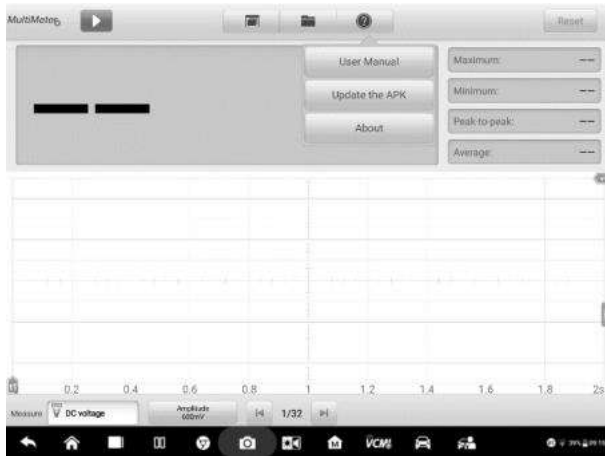 MultiMeter
Reset
User Manual
Update the APK
About
Maximum: --
Minimum: --
Peak-to-peak: --
Average: --
0.2 0.4 0.6 0.8 1 1.2 1.4 1.6 1.8 2s
Measure DC voltage Amplitude 600mV 1/32
VCMI